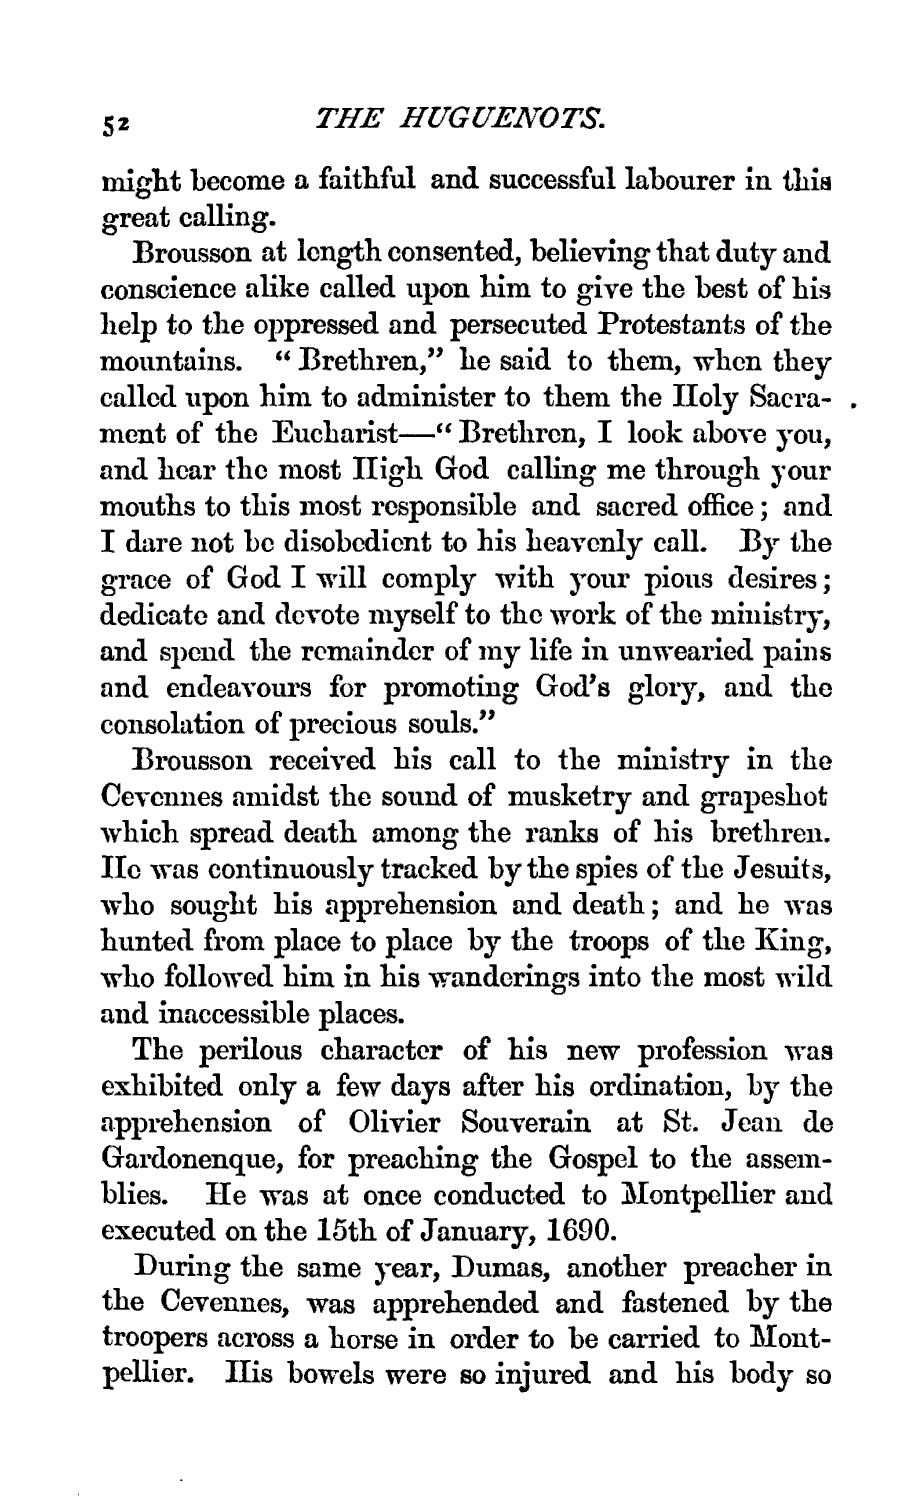 52 THE HUGUENOTS.
might become a faithful and successful labourer in this
great calling.
Brousson at length consented, believing that duty and
conscience alike called upon him to give the best of his
help to the oppressed and persecuted Protestants of the
mountains. “Brethren,” he said to them, when they
called upon him to administer to them the Holy Sacra-
ment of the Eucharist—“Brethren, I look above you,
and hear the most High God calling me through your
mouths to this most responsible and sacred office; and
I dare not be disobedient to his heavenly call. By the
grace of God I will comply with your pious desires;
dedicate and devote myself to the work of the ministry,
and spend the remainder of my life in unwearied pains
and endeavours for promoting God's glory, and the
consolation of precious souls.”
Brousson received his call to the ministry in the
Cevennes amidst the sound of musketry and grapeshot
which spread death among the ranks of his brethren.
He was continuously tracked by the spies of the Jesuits,
who sought his apprehension and death; and he was
hunted from place to place by the troops of the King,
who followed him in his wanderings into the most wild
and inaccessible places.
The perilous character of his new profession was
exhibited only a few days after his ordination, by the
apprehension of Olivier Souverain at St. Jean de
Gardonenque, for preaching the Gospel to the assem-
blies. He was at once conducted to Montpellier and
executed on the 15th of January, 1690.
During the same year, Dumas, another preacher in
the Cevennes, was apprehended and fastened by the
troopers across a horse in order to be carried to Mont-
pellier. His bowels were so injured and his body so